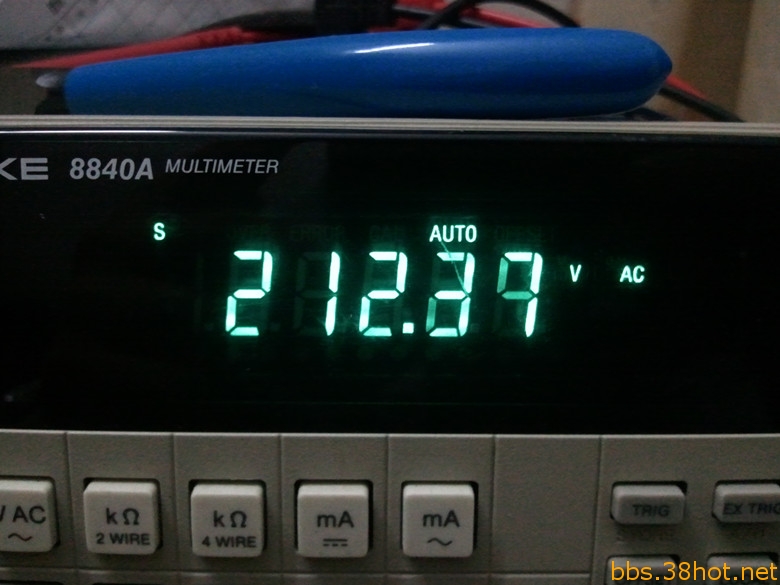 KE 8840A MULTIMETER
S AUTO
212.37 V AC
V AC kΩ kΩ mA mA TRIG EX TRIG
2 WIRE 4 WIRE
bbs.38hot.net